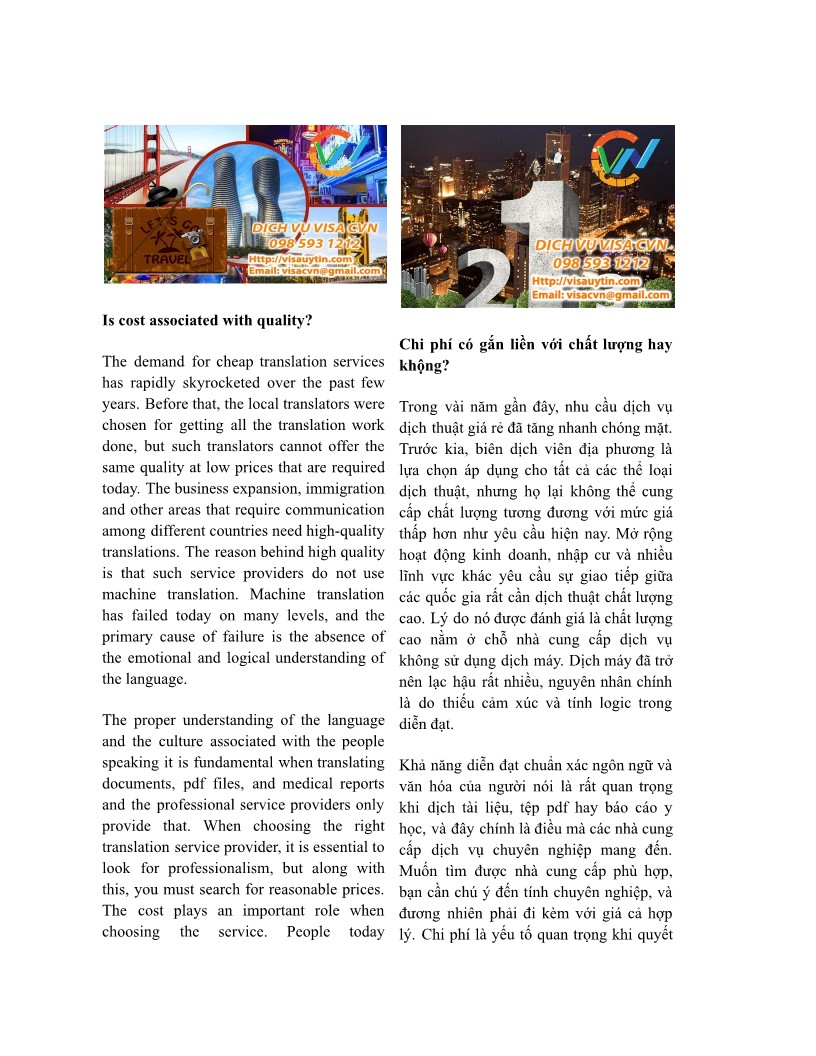 LET'S GO
TRAVEL
DICH VU VISA CVN
098 593 1212
Http://visauytin.com
Email: visacvn@gmail.com
Is cost associated with quality?
The demand for cheap translation services
has rapidly skyrocketed over the past few
years. Before that, the local translators were
chosen for getting all the translation work
done, but such translators cannot offer the
same quality at low prices that are required
today. The business expansion, immigration
and other areas that require communication
among different countries need high-quality
translations. The reason behind high quality
is that such service providers do not use
machine translation. Machine translation
has failed today on many levels, and the
primary cause of failure is the absence of
the emotional and logical understanding of
the language.
The proper understanding of the language
and the culture associated with the people
speaking it is fundamental when translating
documents, pdf files, and medical reports
and the professional service providers only
provide that. When choosing the right
translation service provider, it is essential to
look for professionalism, but along with
this, you must search for reasonable prices.
The cost plays an important role when
choosing the service. People today
CVN
21
DICH VU VISA CVN
098 593 1212
Http://visauytin.com
Email: visacvn@gmail.com
Chi phí có gắn liền với chất lượng hay
không?
Trong vài năm gần đây, nhu cầu dịch vụ
dịch thuật giá rẻ đã tăng nhanh chóng mặt.
Trước kia, biên dịch viên địa phương là
lựa chọn áp dụng cho tất cả các thể loại
dịch thuật, nhưng họ lại không thể cung
cấp chất lượng tương đương với mức giá
thấp hơn như yêu cầu hiện nay. Mở rộng
hoạt động kinh doanh, nhập cư và nhiều
lĩnh vực khác yêu cầu sự giao tiếp giữa
các quốc gia rất cần dịch thuật chất lượng
cao. Lý do nó được đánh giá là chất lượng
cao nằm ở chỗ nhà cung cấp dịch vụ
không sử dụng dịch máy. Dịch máy đã trở
nên lạc hậu rất nhiều, nguyên nhân chính
là do thiếu cảm xúc và tính logic trong
diễn đạt.
Khả năng diễn đạt chuẩn xác ngôn ngữ và
văn hóa của người nói là rất quan trọng
khi dịch tài liệu, tệp pdf hay báo cáo y
học, và đây chính là điều mà các nhà cung
cấp dịch vụ chuyên nghiệp mang đến.
Muốn tìm được nhà cung cấp phù hợp,
bạn cần chú ý đến tính chuyên nghiệp, và
đương nhiên phải đi kèm với giá cả hợp
lý. Chi phí là yếu tố quan trọng khi quyết